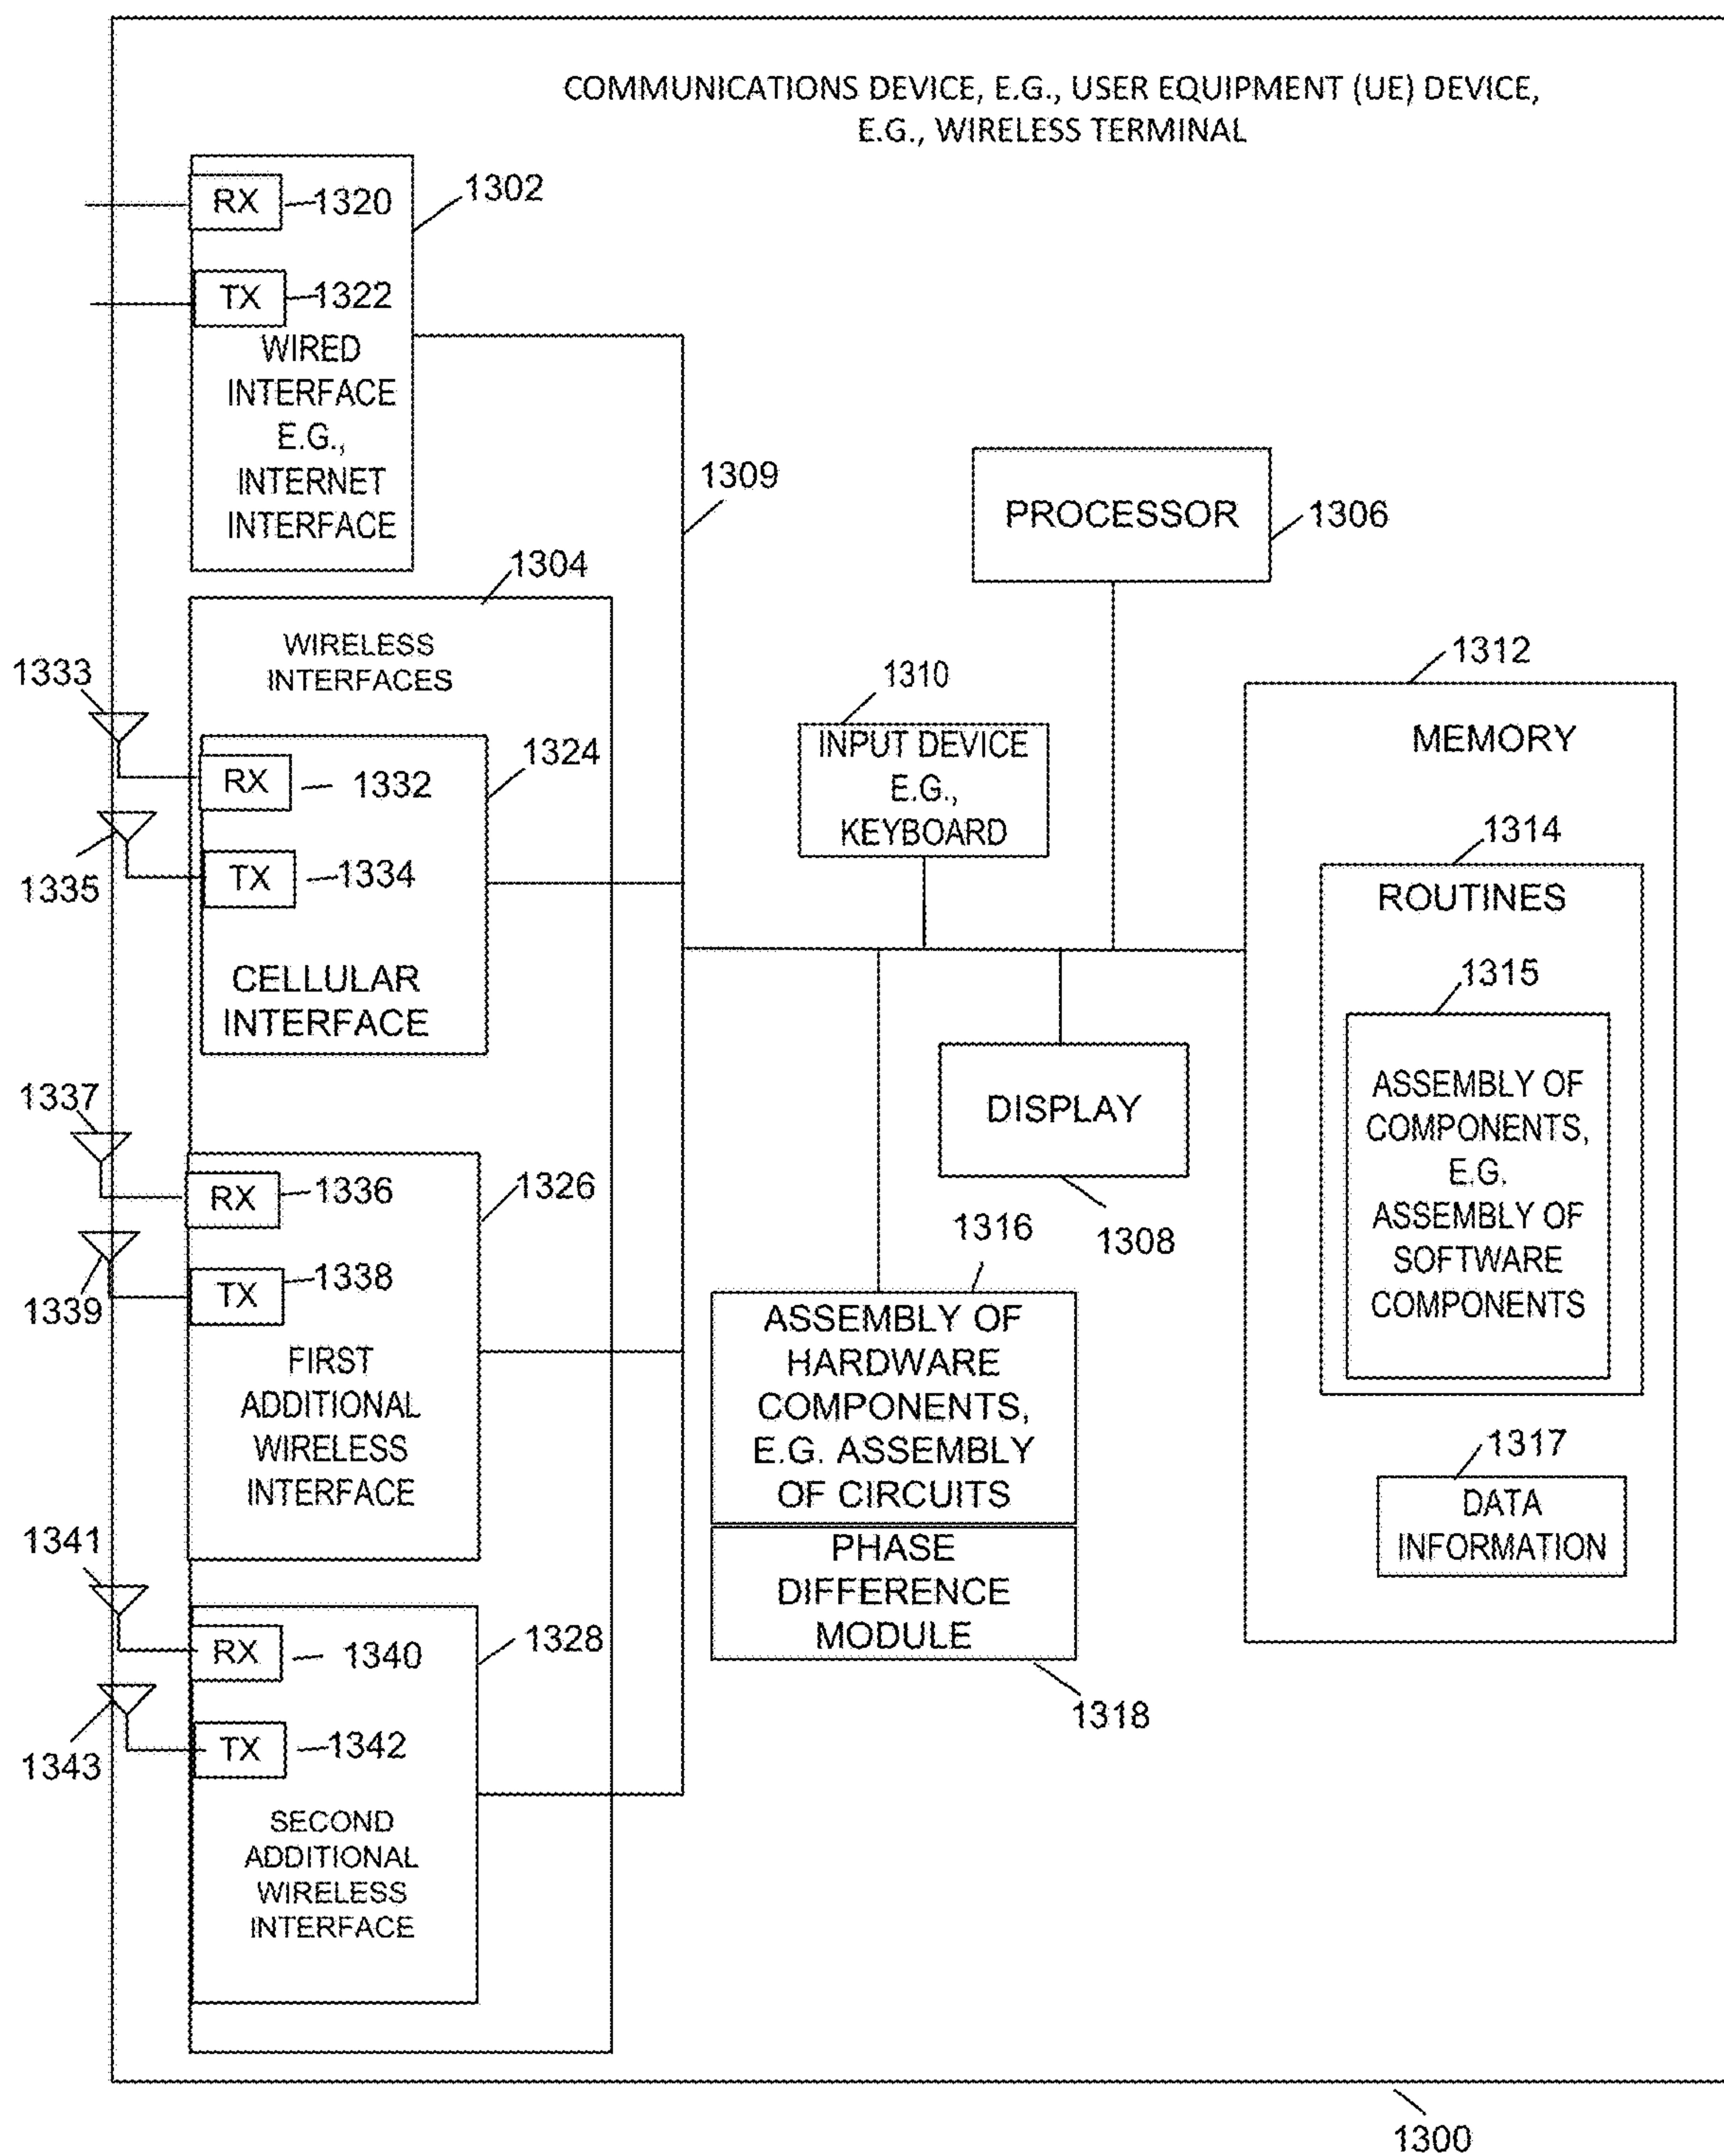 COMMUNICATIONS DEVICE, E.G., USER EQUIPMENT (UE) DEVICE,
E.G., WIRELESS TERMINAL
RX
1320
1302
TX
1322
WIRED
INTERFACE
E.G.,
INTERNET
INTERFACE
1309
PROCESSOR
1306
1304
WIRELESS
INTERFACES
1333
RX
1332
1324
1335
TX
1334
CELLULAR
INTERFACE
1310
INPUT DEVICE
E.G.,
KEYBOARD
1312
MEMORY
1314
ROUTINES
1315
ASSEMBLY OF
COMPONENTS,
E.G.
ASSEMBLY OF
SOFTWARE
COMPONENTS
1317
DATA
INFORMATION
DISPLAY
1308
1337
RX
1336
1326
1339
TX
1338
FIRST
ADDITIONAL
WIRELESS
INTERFACE
1316
ASSEMBLY OF
HARDWARE
COMPONENTS,
E.G. ASSEMBLY
OF CIRCUITS
PHASE
DIFFERENCE
MODULE
1318
1341
RX
1340
1328
1343
TX
1342
SECOND
ADDITIONAL
WIRELESS
INTERFACE
1300